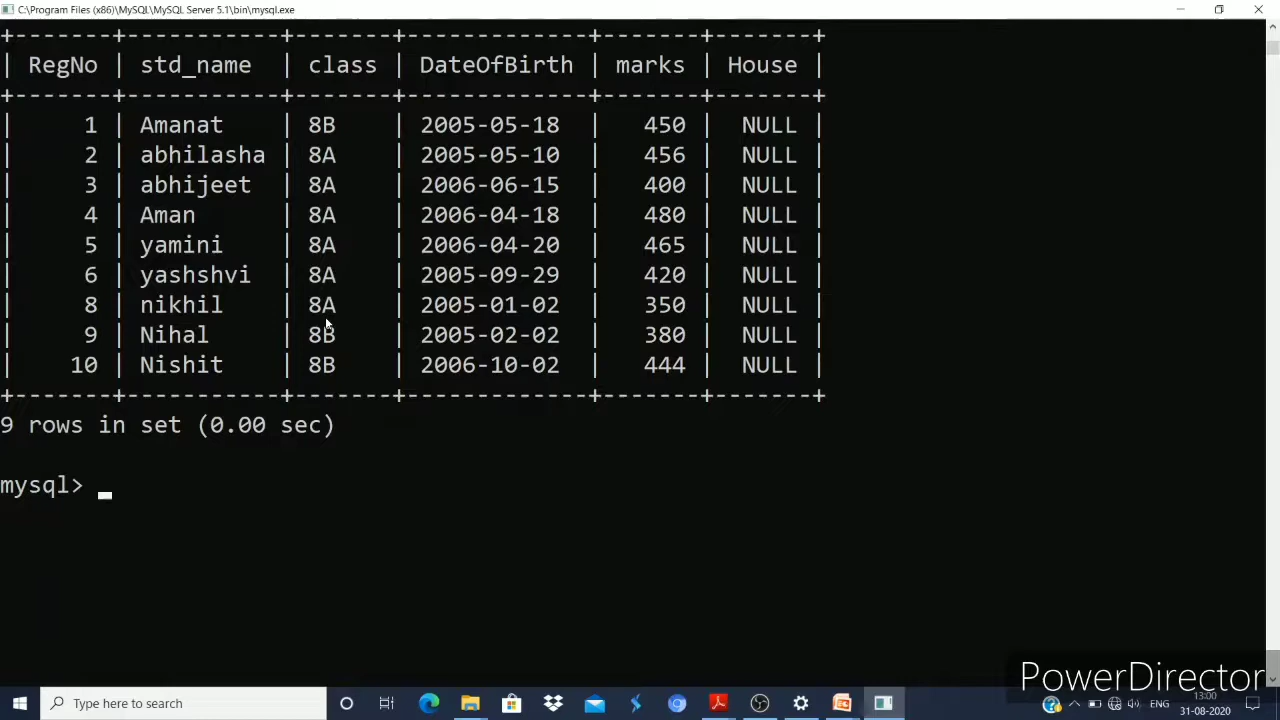 C:\Program Files (x86)\MySQL\MySQL Server 5.1\bin\mysql.exe
+-------+-----------+-------+-------------+-------+-------+
| RegNo | std_name | class | DateOfBirth | marks | House |
+-------+-----------+-------+-------------+-------+-------+
| 1 | Amanat | 8B | 2005-05-18 | 450 | NULL |
| 2 | abhilasha | 8A | 2005-05-10 | 456 | NULL |
| 3 | abhijeet | 8A | 2006-06-15 | 400 | NULL |
| 4 | Aman | 8A | 2006-04-18 | 480 | NULL |
| 5 | yamini | 8A | 2006-04-20 | 465 | NULL |
| 6 | yashshvi | 8A | 2005-09-29 | 420 | NULL |
| 8 | nikhil | 8A | 2005-01-02 | 350 | NULL |
| 9 | Nihal | 8B | 2005-02-02 | 380 | NULL |
| 10 | Nishit | 8B | 2006-10-02 | 444 | NULL |
+-------+-----------+-------+-------------+-------+-------+
9 rows in set (0.00 sec)
mysql> _
PowerDirector
Type here to search
ENG
13:00
31-08-2020